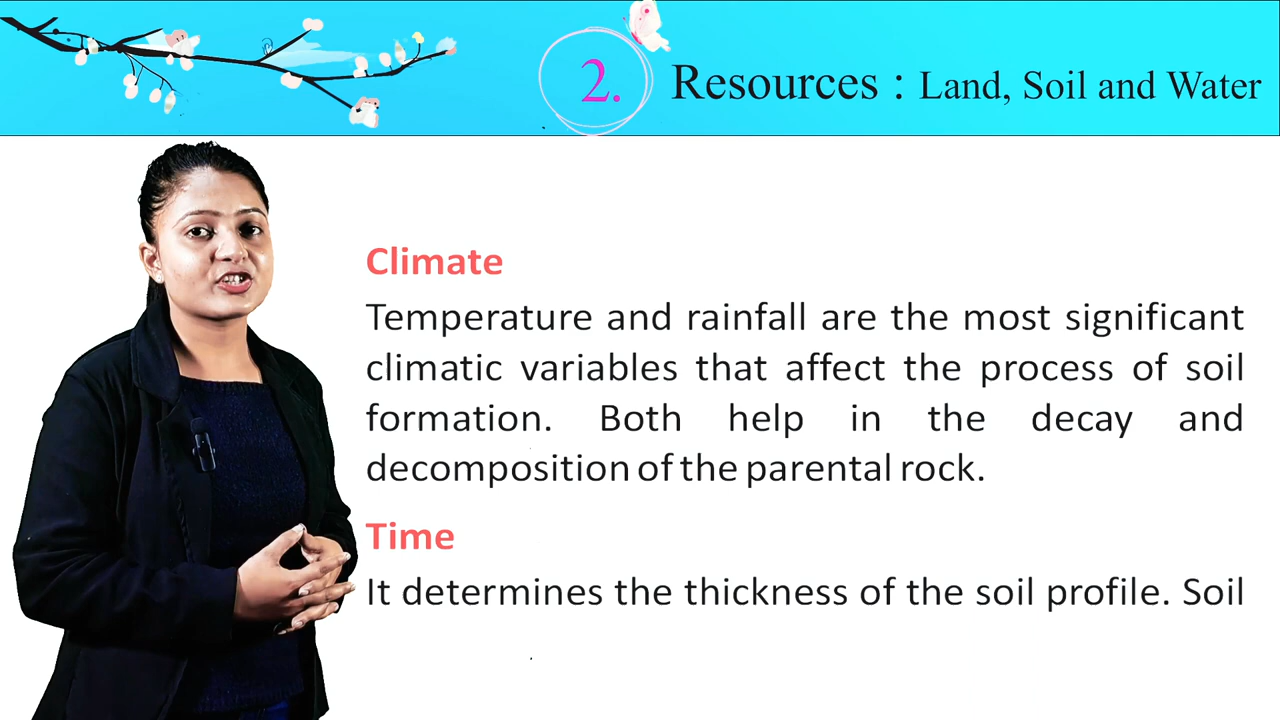 2. Resources : Land, Soil and Water
Climate
Temperature and rainfall are the most significant
climatic variables that affect the process of soil
formation. Both help in the decay and
decomposition of the parental rock.
Time
It determines the thickness of the soil profile. Soil